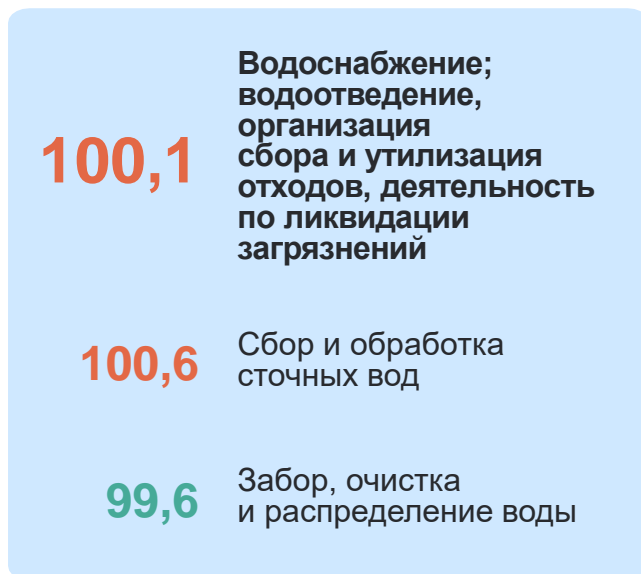 100,1
Водоснабжение;
водоотведение,
организация
сбора и утилизация
отходов, деятельность
по ликвидации
загрязнений
100,6
Сбор и обработка
сточных вод
99,6
Забор, очистка
и распределение воды